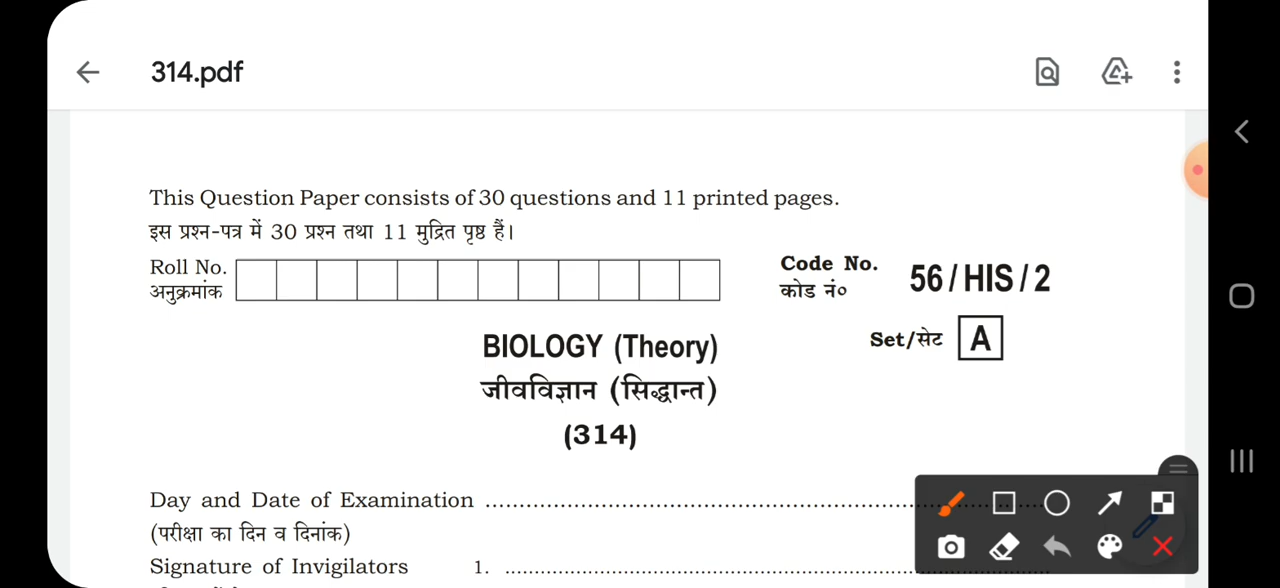 314.pdf
This Question Paper consists of 30 questions and 11 printed pages.
इस प्रश्न-पत्र में 30 प्रश्न तथा 11 मुद्रित पृष्ठ हैं।
Roll No.
अनुक्रमांक
Code No.
कोड नं०
56 / HIS / 2
Set/सेट A
BIOLOGY (Theory)
जीवविज्ञान (सिद्धान्त)
(314)
Day and Date of Examination ................................................
(परीक्षा का दिन व दिनांक)
Signature of Invigilators 1. ................................................